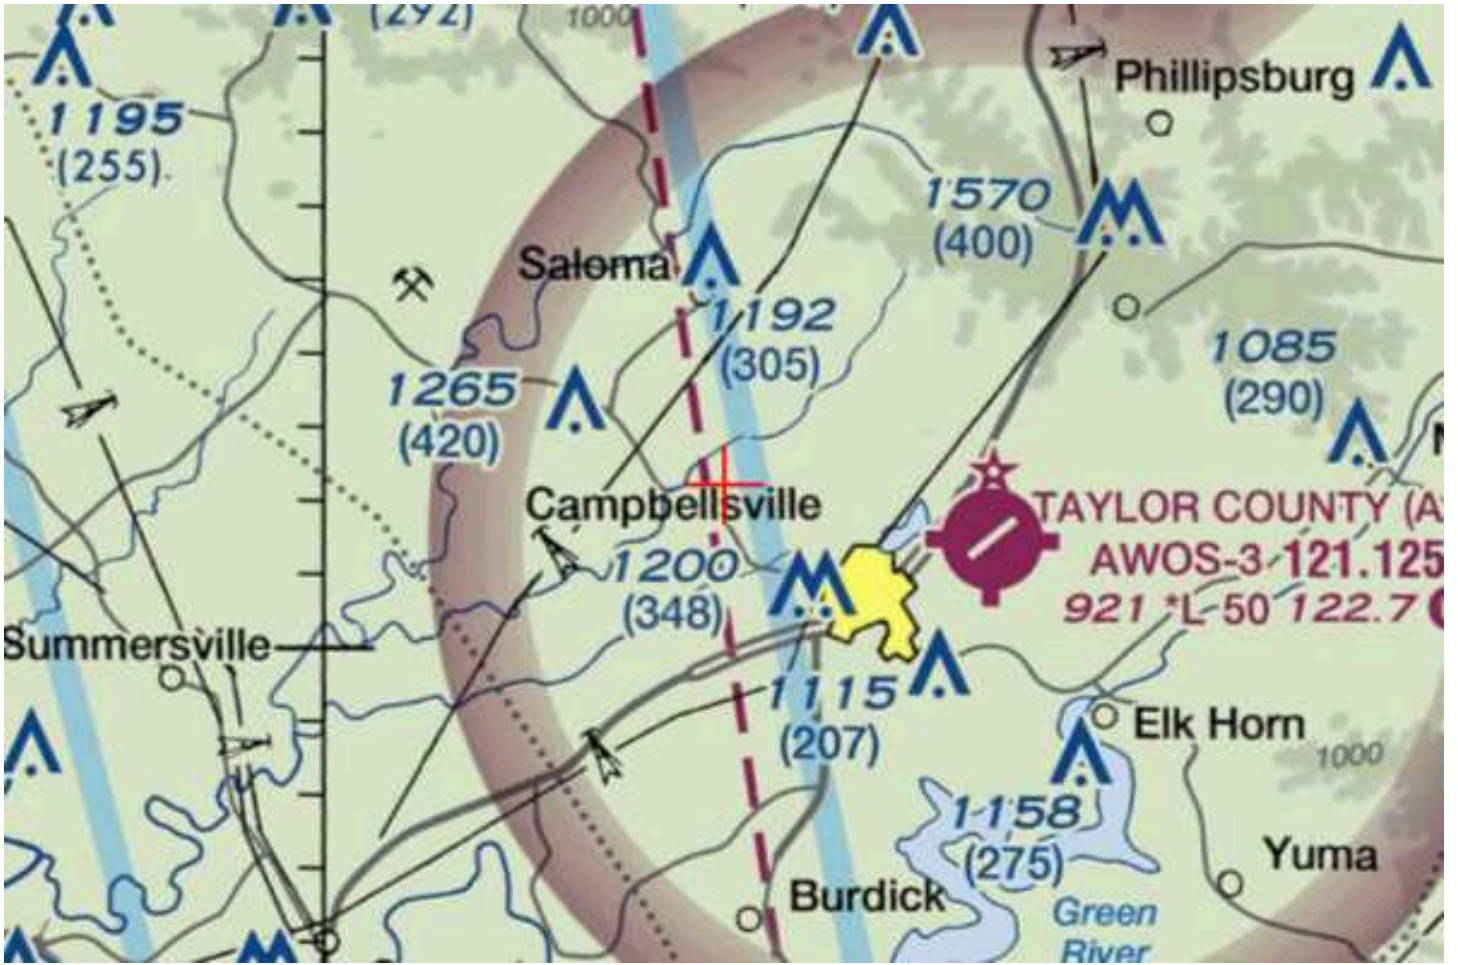 (292)
1000
Phillipsburg
1195
(255)
1570
(400)
Saloma
1192
(305)
1265
(420)
1085
(290)
Campbellsville
TAYLOR COUNTY (A
AWOS-3 121.125
921 *L 50 122.7
1200
(348)
Summersville
1115
(207)
Elk Horn
1000
1158
(275)
Yuma
Burdick
Green
River